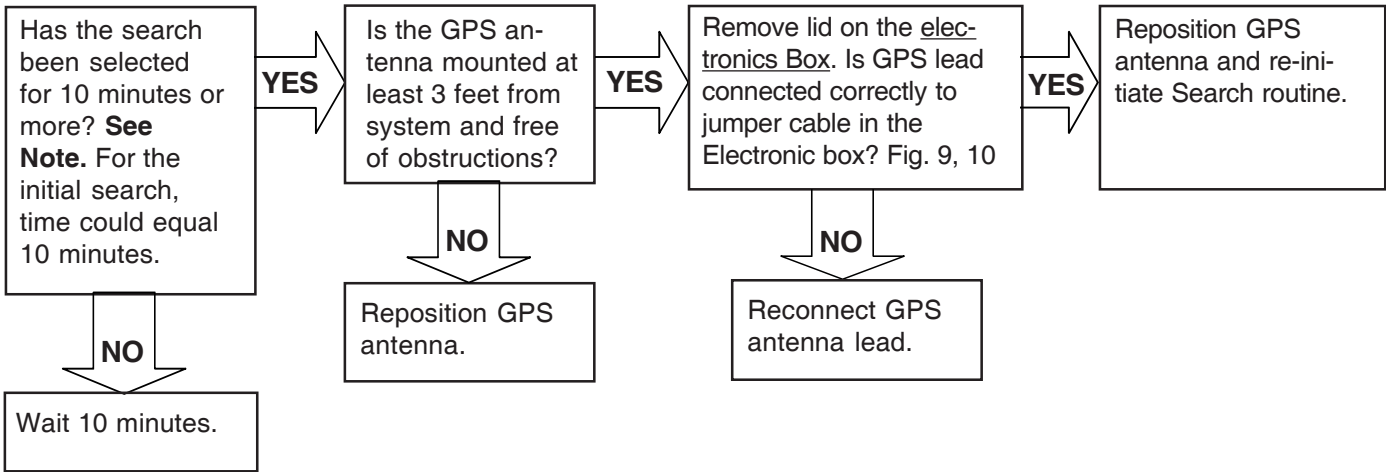 Has the search
been selected
for 10 minutes or
more? See
Note. For the
initial search,
time could equal
10 minutes.
YES
Is the GPS an-
tenna mounted at
least 3 feet from
system and free
of obstructions?
YES
Remove lid on the elec-
tronics Box. Is GPS lead
connected correctly to
jumper cable in the
Electronic box? Fig. 9, 10
YES
Reposition GPS
antenna and re-ini-
tiate Search routine.
NO
Wait 10 minutes.
NO
Reposition GPS
antenna.
NO
Reconnect GPS
antenna lead.